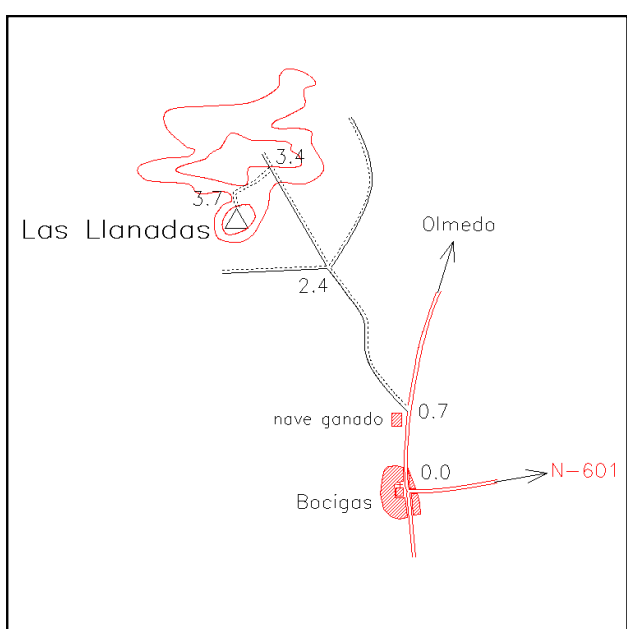 3.4
3.7
Las Llanadas
Olmedo
2.4
0.7
nave ganado
0.0
N-601
Bocigas